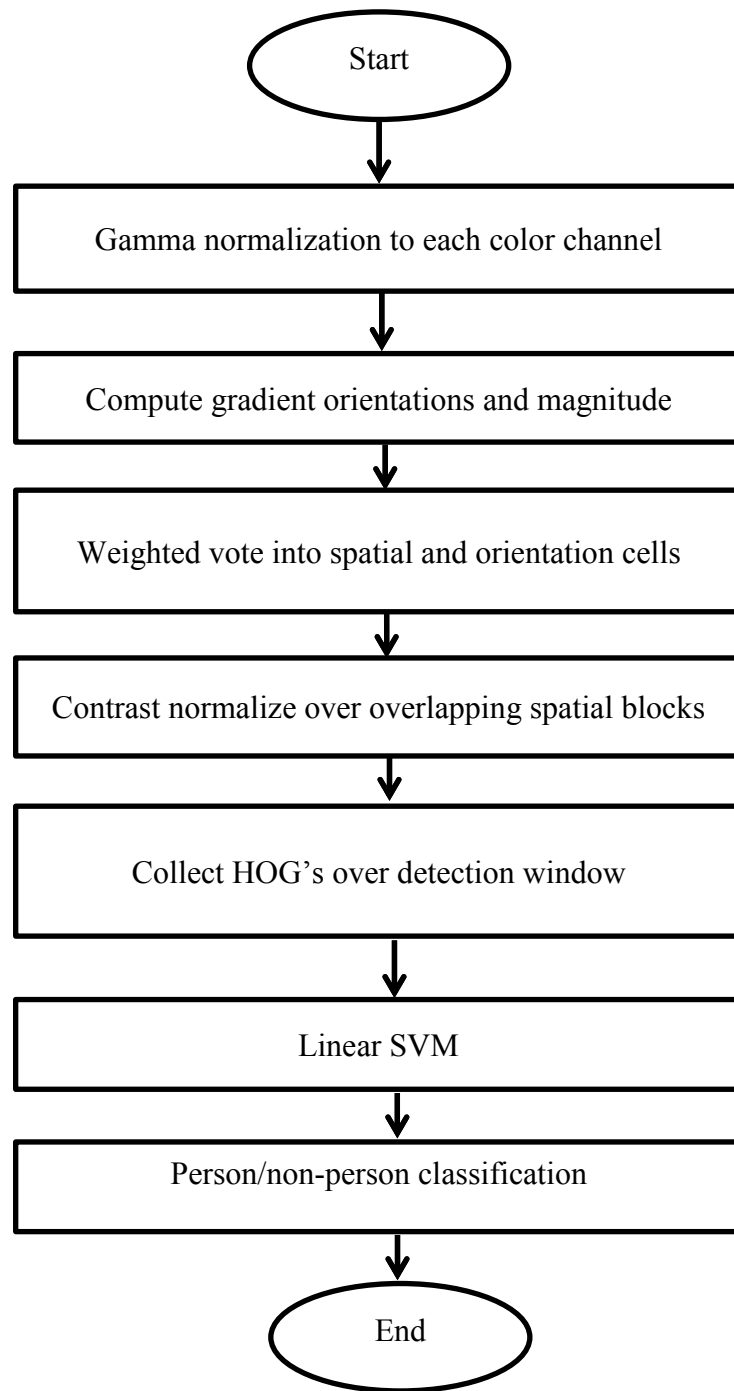 Start
Gamma normalization to each color channel
Compute gradient orientations and magnitude
Weighted vote into spatial and orientation cells
Contrast normalize over overlapping spatial blocks
Collect HOG’s over detection window
Linear SVM
Person/non-person classification
End